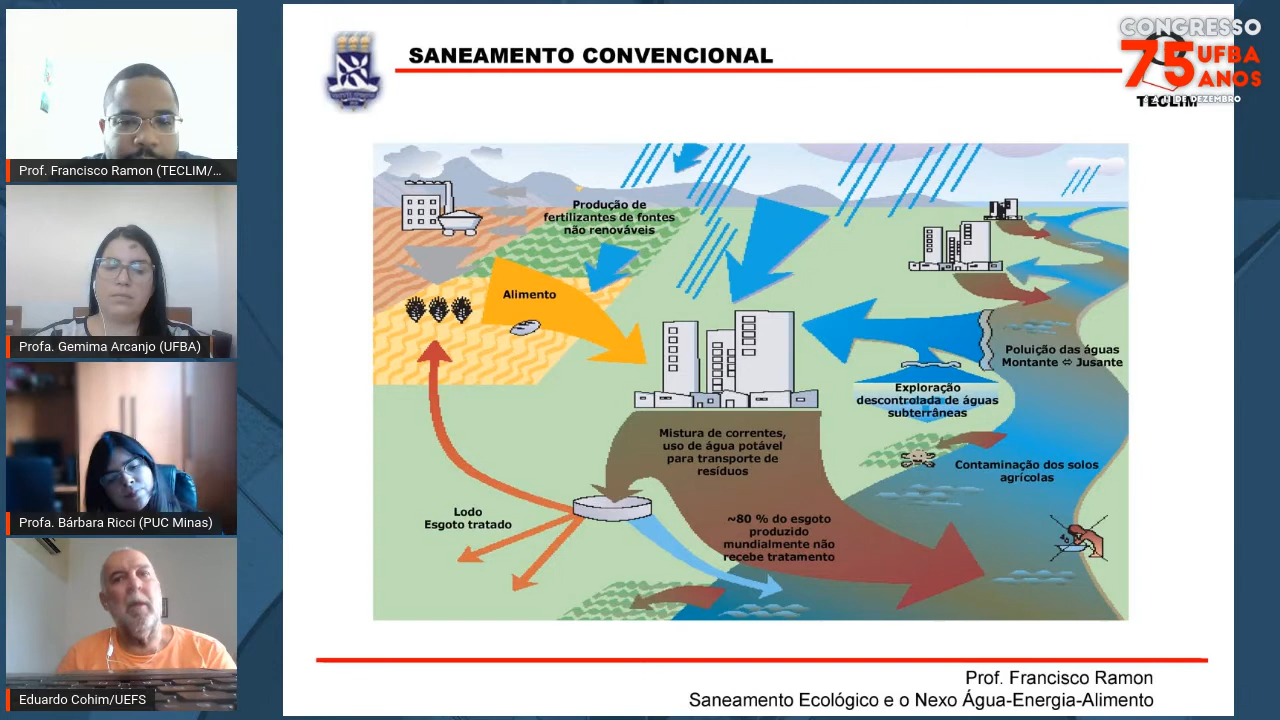 Prof. Francisco Ramon (TECLIM/...
Profa. Gemima Arcanjo (UFBA)
Profa. Bárbara Ricci (PUC Minas)
Eduardo Cohim/UEFS
SANEAMENTO CONVENCIONAL
CONGRESSO
75 UFBA
ANOS
DE DEZEMBRO
TECLIM
Produção de
fertilizantes de fontes
não renováveis
Alimento
Poluição das águas
Montante ⇔ Jusante
Exploração
descontrolada de águas
subterrâneas
Mistura de correntes,
uso de água potável
para transporte de
resíduos
Contaminação dos solos
agrícolas
Lodo
Esgoto tratado
~80 % do esgoto
produzido
mundialmente não
recebe tratamento
Prof. Francisco Ramon
Saneamento Ecológico e o Nexo Água-Energia-Alimento